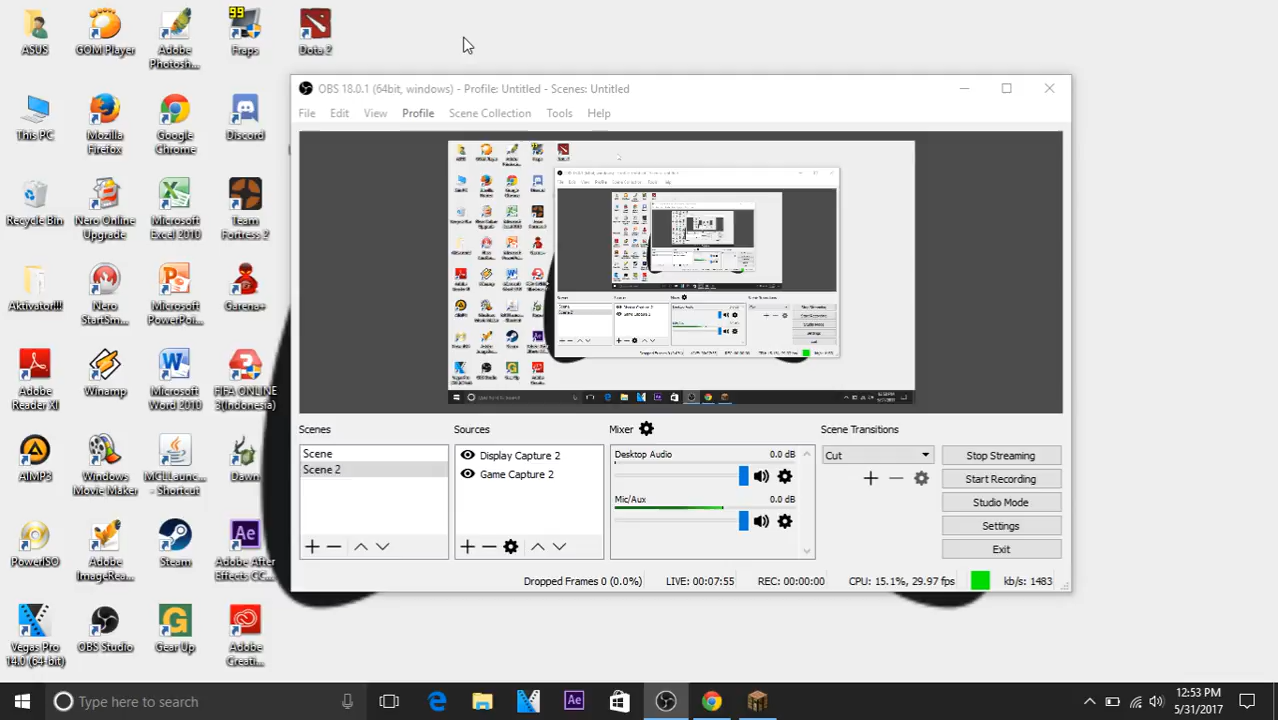 ASUS
GOM Player
Adobe
Photosh...
99
Fraps
Dota 2
This PC
Mozilla
Firefox
Google
Chrome
Discord
Recycle Bin
Nero Online
Upgrade
Microsoft
Excel 2010
Team
Fortress 2
Aktivator!!!
Nero
StartSm...
Microsoft
PowerPoi...
Garena+
Adobe
Reader XI
Winamp
Microsoft
Word 2010
FIFA ONLINE
3(Indonesia)
AIMP3
Windows
Movie Maker
MCLaunc...
- Shortcut
Dawn
PowerISO
Adobe
ImageRea...
Steam
Ae
Adobe After
Effects CC...
Vegas Pro
14.0 (64-bit)
OBS Studio
Gear Up
Adobe
Creati...
OBS 18.0.1 (64bit, windows) - Profile: Untitled - Scenes: Untitled
File Edit View Profile Scene Collection Tools Help
Scenes
Scene
Scene 2
Sources
Display Capture 2
Game Capture 2
Mixer
Desktop Audio 0.0 dB
Mic/Aux 0.0 dB
Scene Transitions
Cut
Stop Streaming
Start Recording
Studio Mode
Settings
Exit
Dropped Frames 0 (0.0%) LIVE: 00:07:55 REC: 00:00:00 CPU: 15.1%, 29.97 fps kb/s: 1483
Type here to search
Ae
12:53 PM
5/31/2017